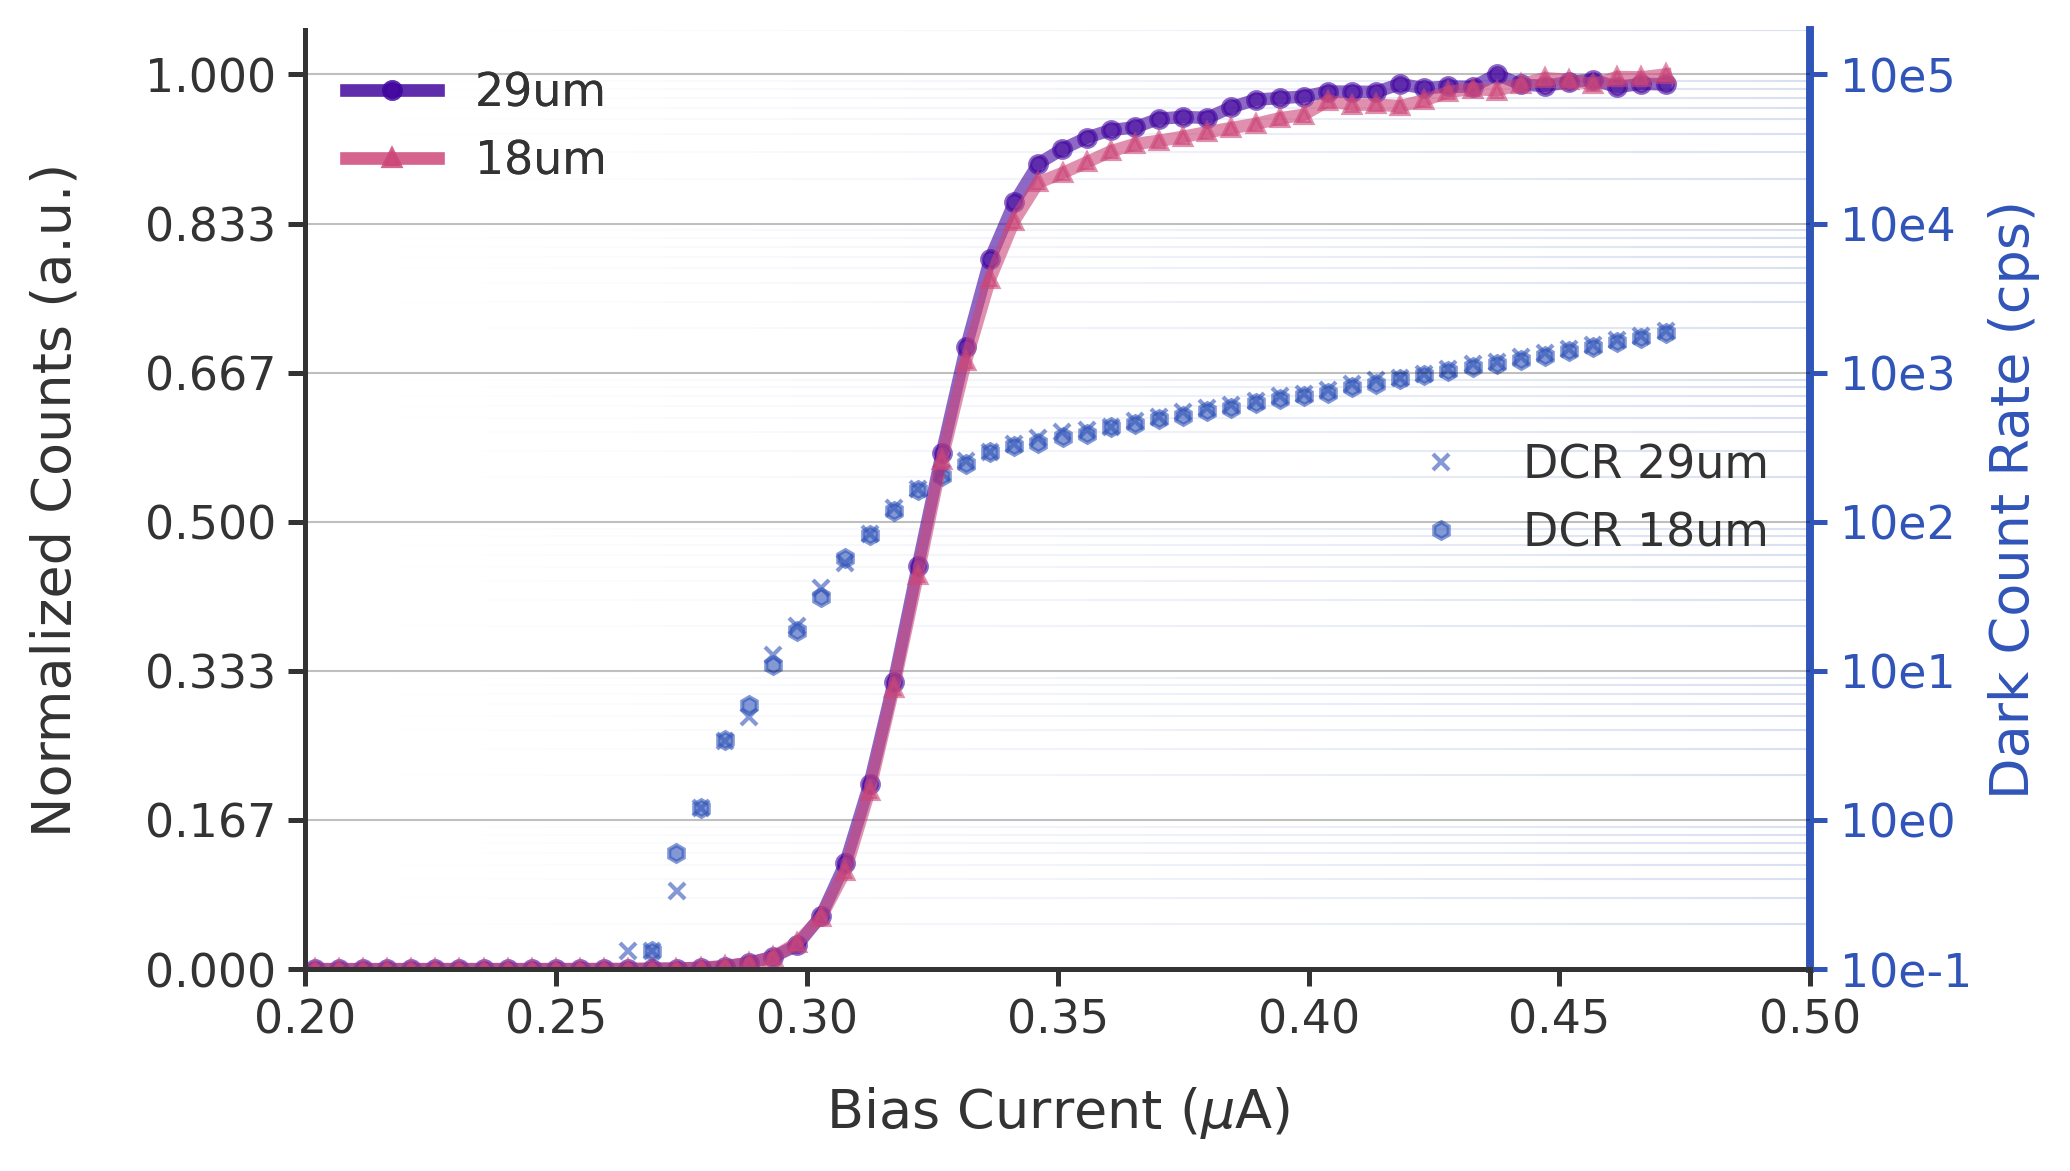 Normalized Counts (a.u.)
1.000
0.833
0.667
0.500
0.333
0.167
0.000
29um
18um
DCR 29um
DCR 18um
10e5
10e4
10e3
10e2
10e1
10e0
10e-1
Dark Count Rate (cps)
0.20 0.25 0.30 0.35 0.40 0.45 0.50
Bias Current (μA)